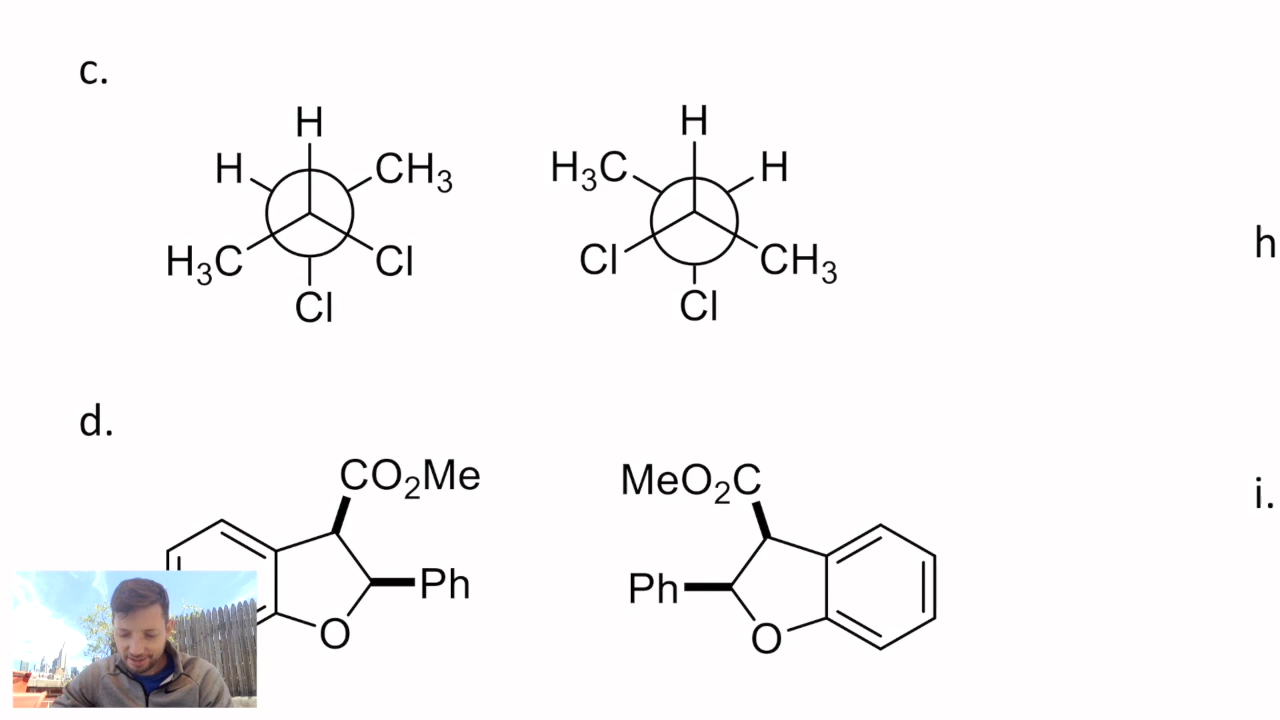 c.
H H
H CH₃ H₃C H
H₃C Cl Cl CH₃
Cl Cl
h
d.
CO₂Me MeO₂C
i.
Ph Ph
O O